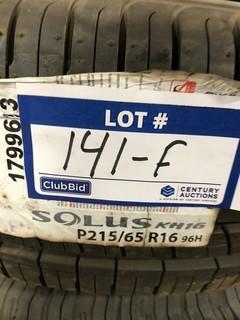 1799613
LOT #
141-F
ClubBid
CENTURY
AUCTIONS
SOLUS KH16
P215/65 R16 96H